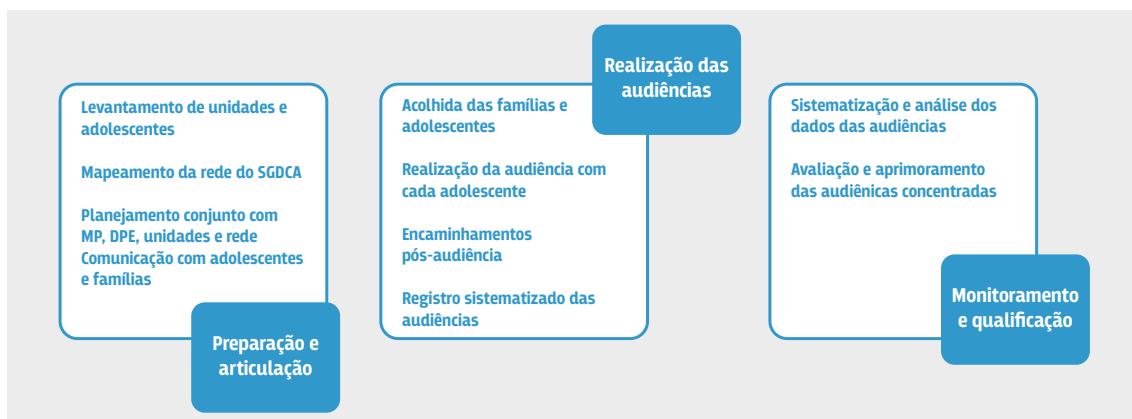 Levantamento de unidades e
adolescentes
Mapeamento da rede do SGDCA
Planejamento conjunto com
MP, DPE, unidades e rede
Comunicação com adolescentes
e famílias
Preparação e
articulação
Realização das
audiências
Acolhida das famílias e
adolescentes
Realização da audiência com
cada adolescente
Encaminhamentos
pós-audiência
Registro sistematizado das
audiências
Sistematização e análise dos
dados das audiências
Avaliação e aprimoramento
das audiênicas concentradas
Monitoramento
e qualificação